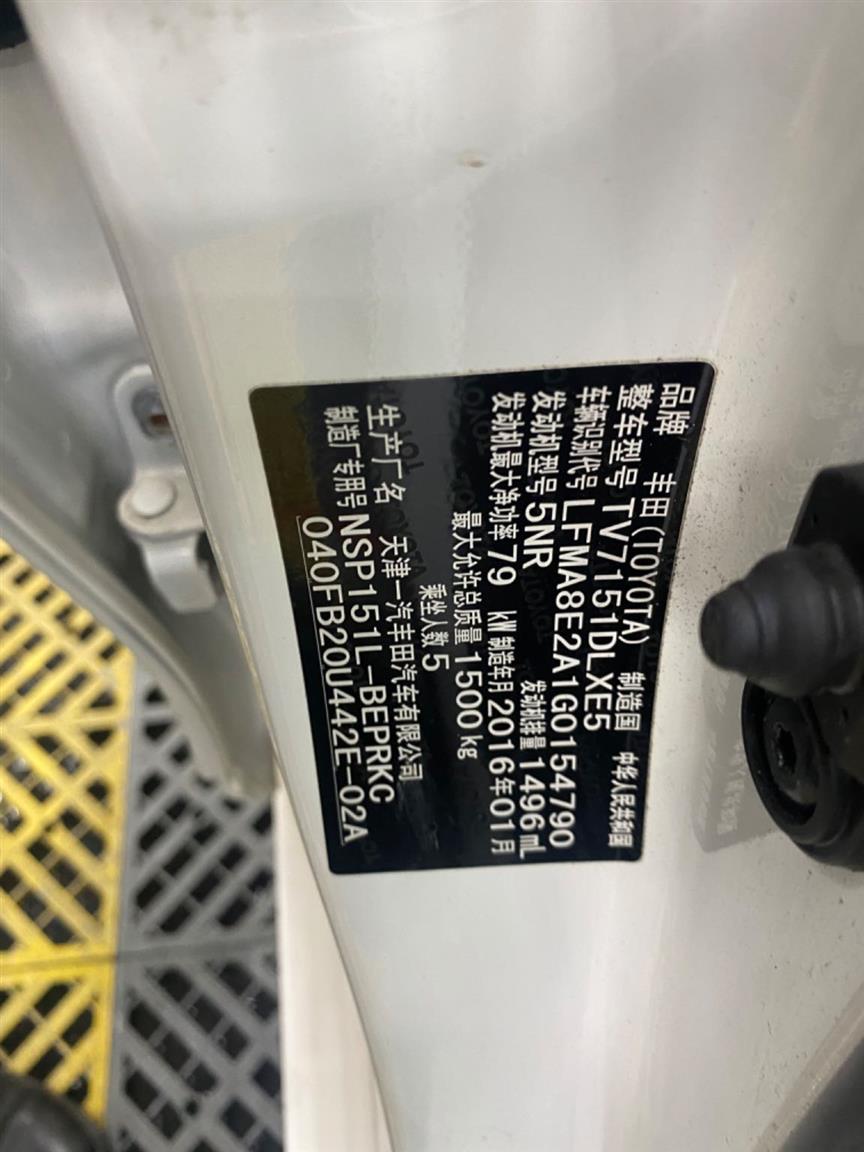 品牌 丰田(TOYOTA) 制造国 中华人民共和国
整车型号 TV7151DLXE5
车辆识别代号 LFMA8E2A1G0154790
发动机型号 5NR 发动机排量 1496 mL
发动机最大净功率 79 kW 制造年月 2016年01月
最大允许总质量 1500 kg
乘坐人数 5
生产厂名 天津一汽丰田汽车有限公司
制造厂专用号 NSP151L-BEPRKC
040FB20U442E-02A